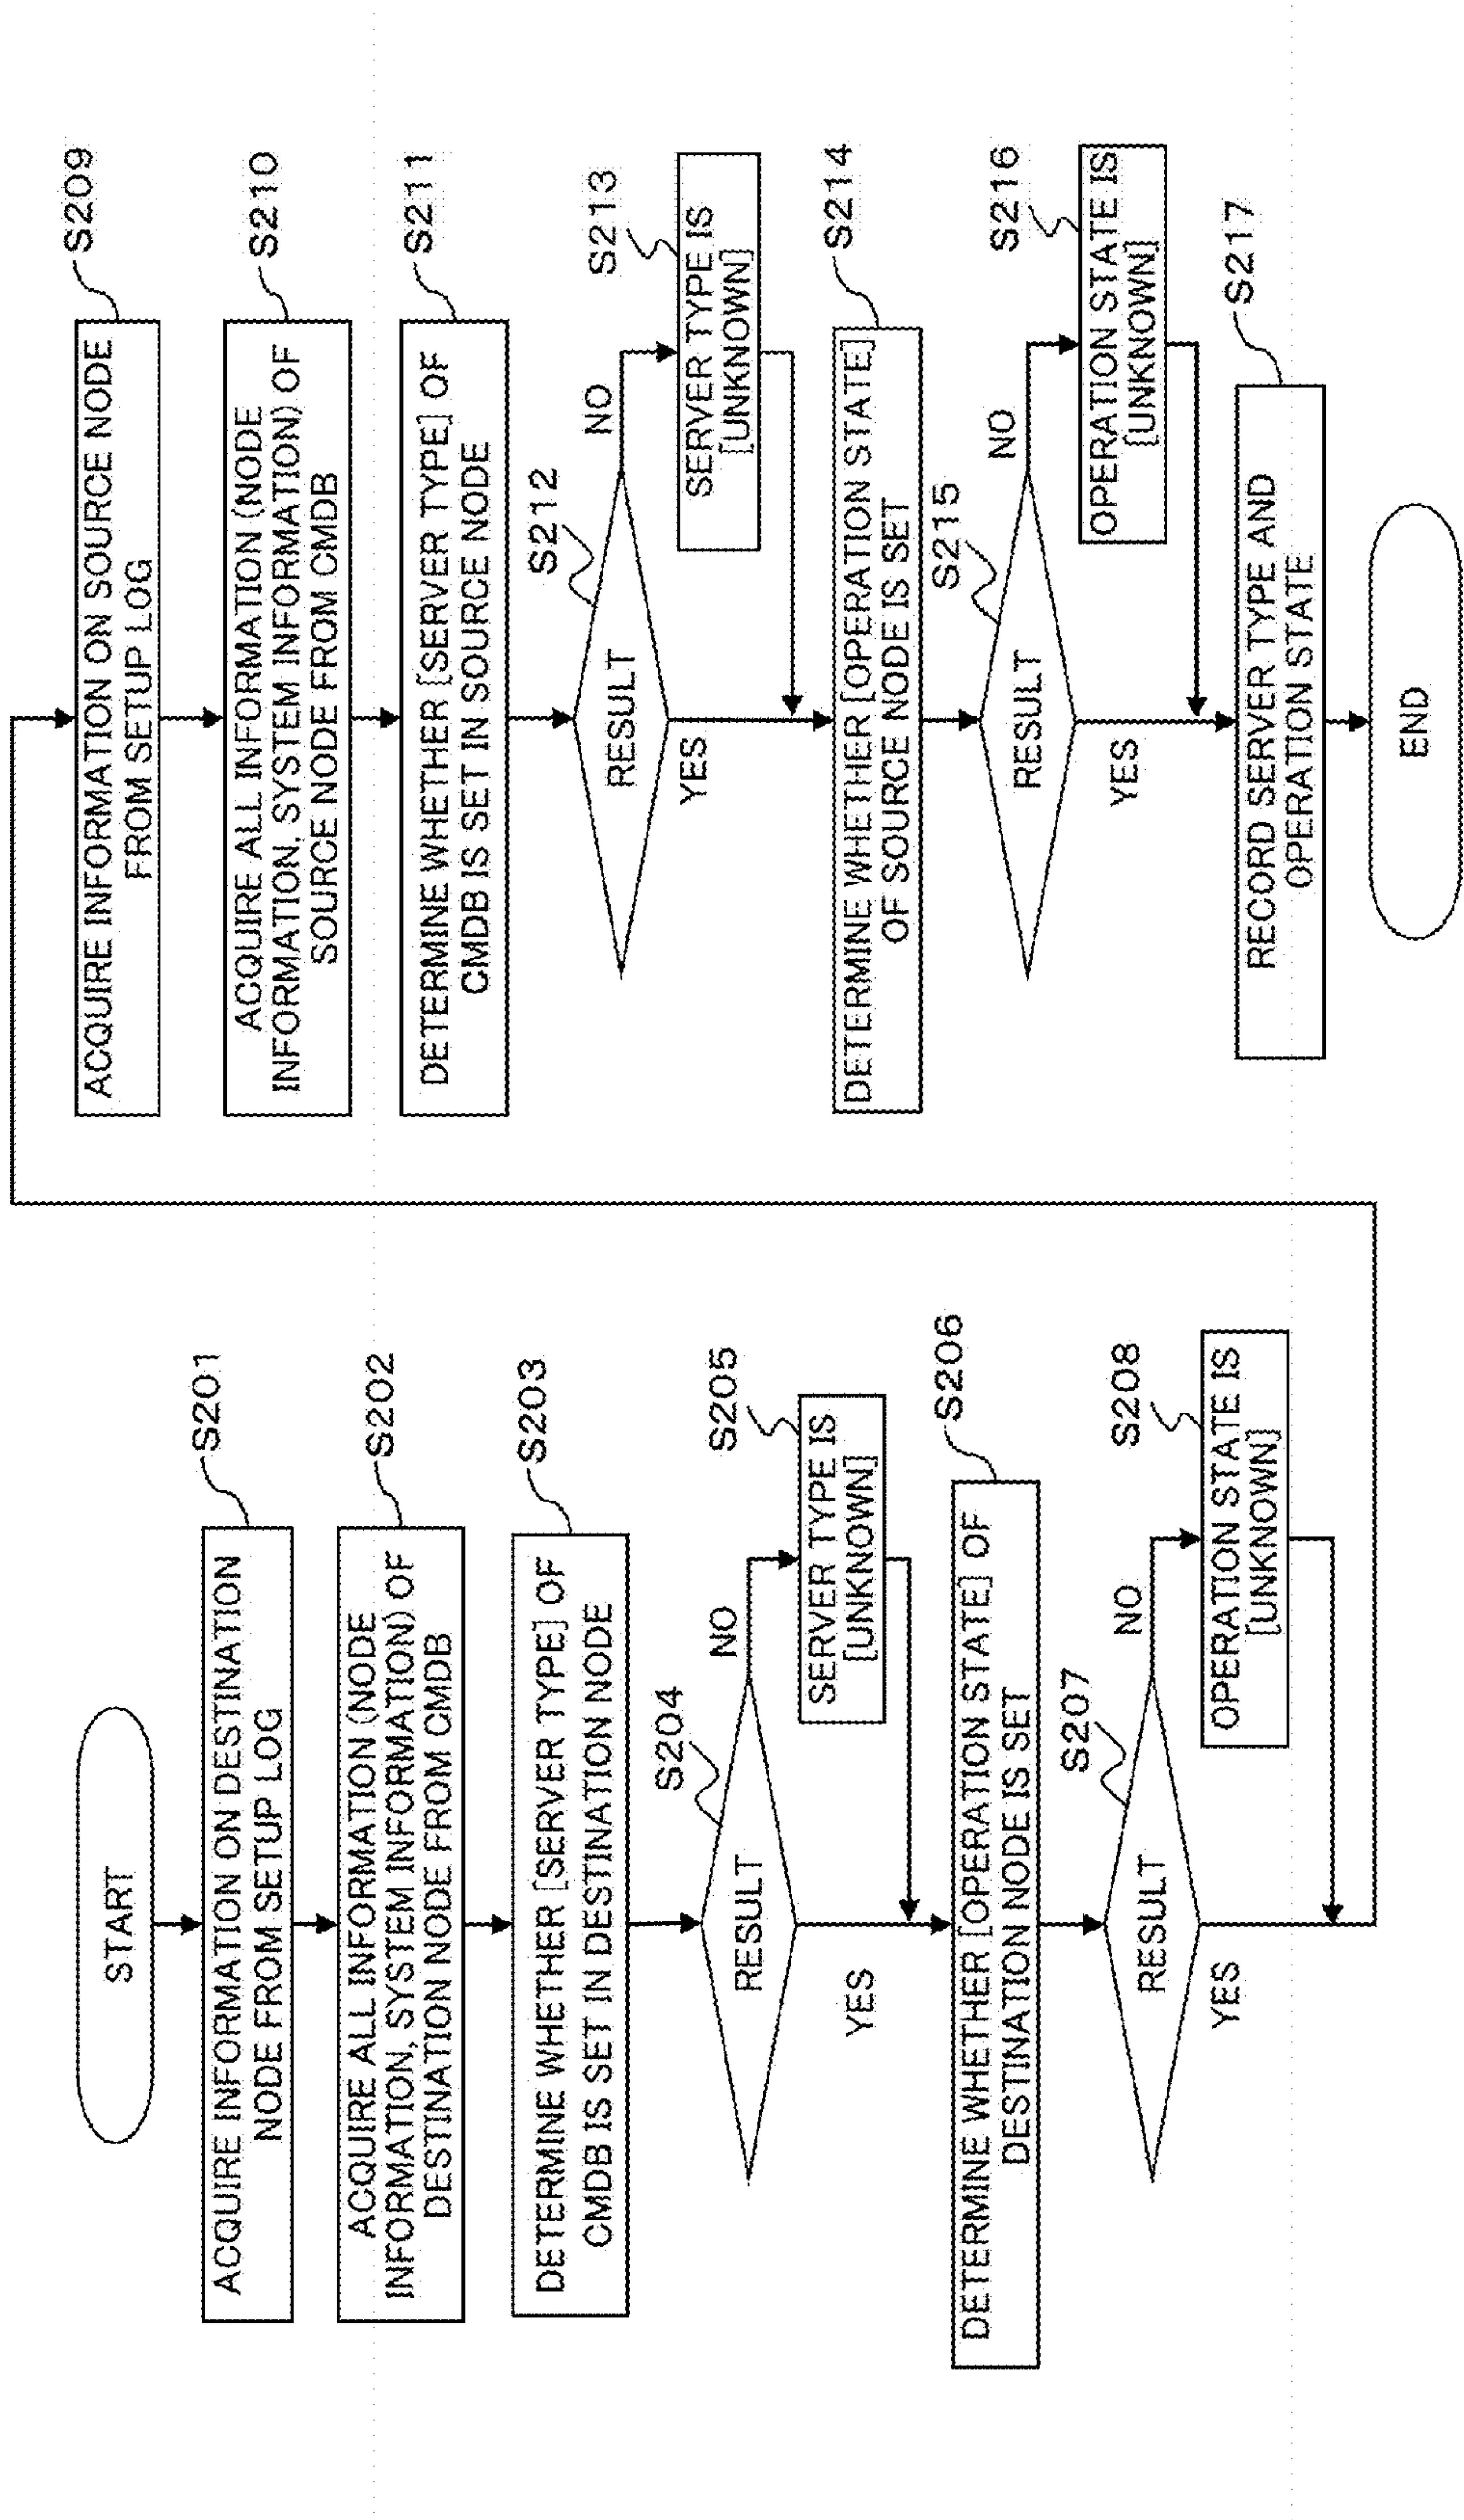 START
S201
ACQUIRE INFORMATION ON DESTINATION
NODE FROM SETUP LOG
S202
ACQUIRE ALL INFORMATION (NODE
INFORMATION, SYSTEM INFORMATION) OF
DESTINATION NODE FROM CMDB
S203
DETERMINE WHETHER [SERVER TYPE] OF
CMDB IS SET IN DESTINATION NODE
S204
RESULT
NO
YES
S205
SERVER TYPE IS
[UNKNOWN]
S206
DETERMINE WHETHER [OPERATION STATE] OF
DESTINATION NODE IS SET
S207
RESULT
NO
YES
S208
OPERATION STATE IS
[UNKNOWN]
S209
ACQUIRE INFORMATION ON SOURCE NODE
FROM SETUP LOG
S210
ACQUIRE ALL INFORMATION (NODE
INFORMATION, SYSTEM INFORMATION) OF
SOURCE NODE FROM CMDB
S211
DETERMINE WHETHER [SERVER TYPE] OF
CMDB IS SET IN SOURCE NODE
S212
RESULT
NO
YES
S213
SERVER TYPE IS
[UNKNOWN]
S214
DETERMINE WHETHER [OPERATION STATE]
OF SOURCE NODE IS SET
S215
RESULT
NO
YES
S216
OPERATION STATE IS
[UNKNOWN]
S217
RECORD SERVER TYPE AND
OPERATION STATE
END